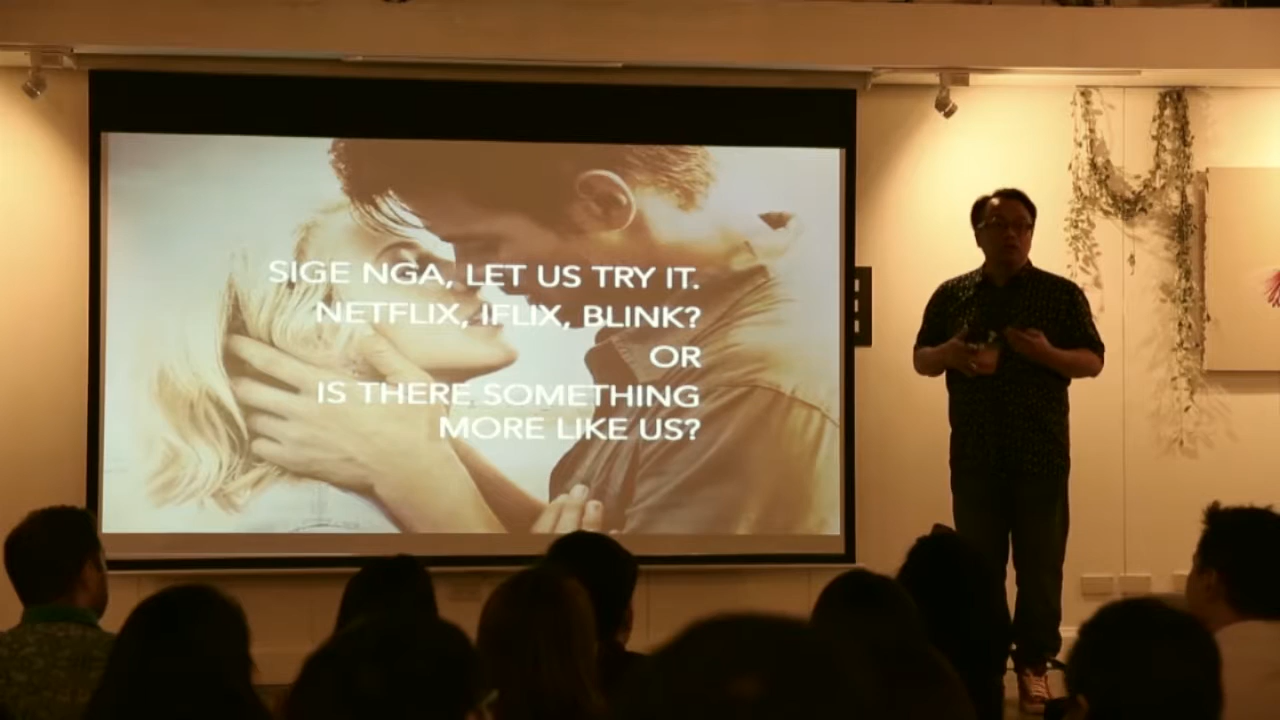 SIGE NGA, LET US TRY IT.
NETFLIX, IFLIX, BLINK?
OR
IS THERE SOMETHING
MORE LIKE US?